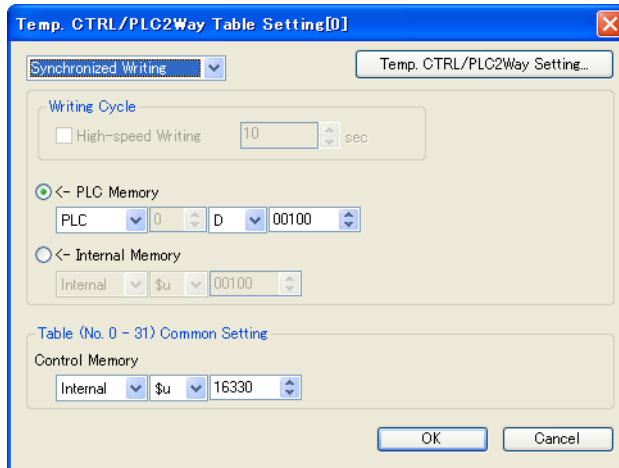 Temp. CTRL/PLC2Way Table Setting[0]
Synchronized Writing
Temp. CTRL/PLC2Way Setting...
Writing Cycle
High-speed Writing 10 sec
<- PLC Memory
PLC 0 D 00100
<- Internal Memory
Internal $u 00100
Table (No. 0 - 31) Common Setting
Control Memory
Internal $u 16330
OK Cancel